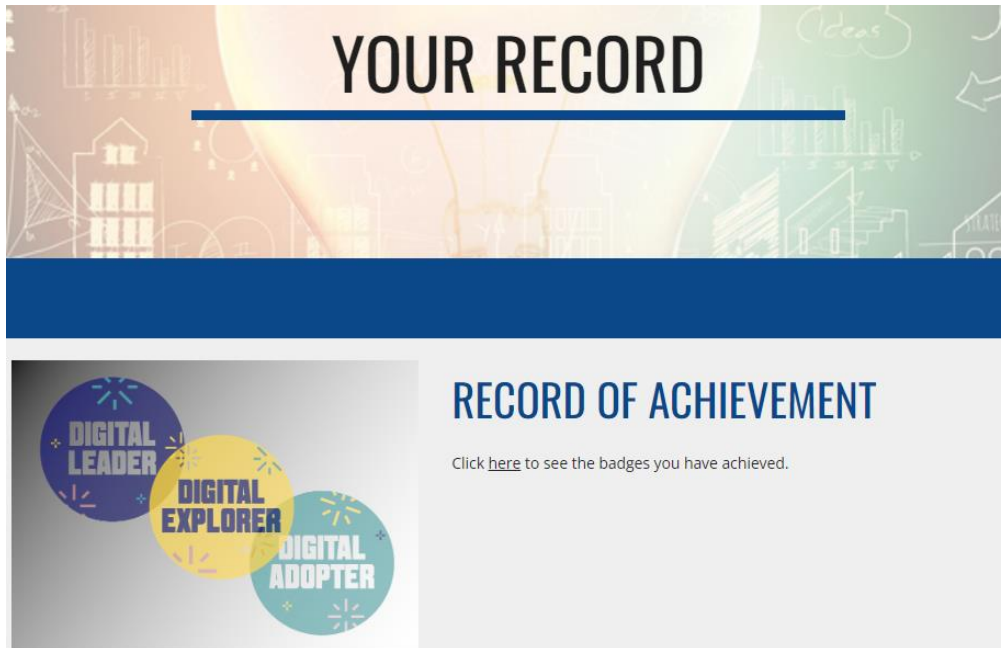 (Ideas)
YOUR RECORD
DIGITAL
LEADER
DIGITAL
EXPLORER
DIGITAL
ADOPTER
RECORD OF ACHIEVEMENT
Click here to see the badges you have achieved.